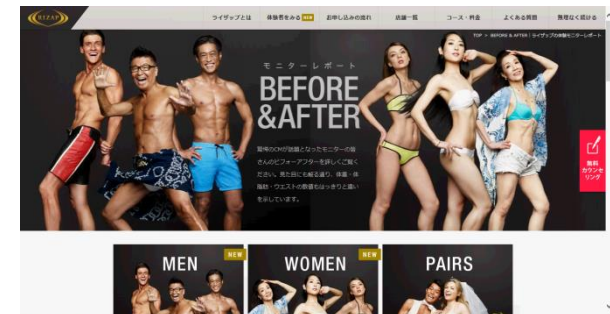 RIZAP
ライザップとは
体験者をみる NEW
お申し込みの流れ
店舗一覧
コース・料金
よくある質問
無理なく続ける
TOP > BEFORE & AFTER | ライザップの体験モニターレポート
モニターレポート
BEFORE
&AFTER
驚愕のCMが話題となったモニターの皆
さんのビフォーアフターを詳しくご覧く
ださい。見た目にも解る通り、体重・体
脂肪・ウエストの数値もはっきりと違い
を示しています。
無料
カウンセ
リング
MEN
NEW
WOMEN
NEW
PAIRS